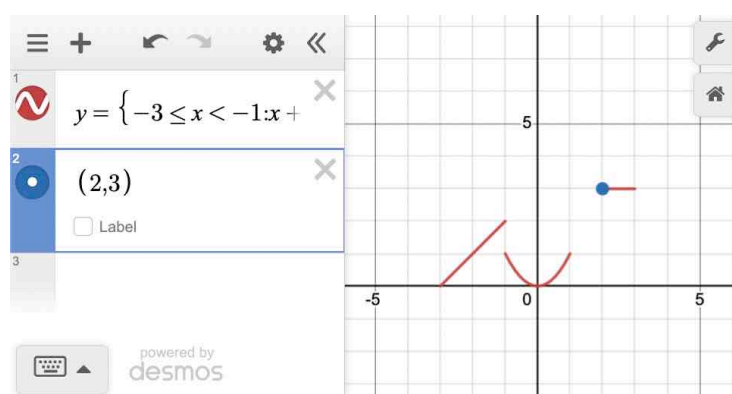 1
y = {−3 ≤ x < −1:x +
2
(2,3)
Label
3
powered by
desmos
5
-5
0
5